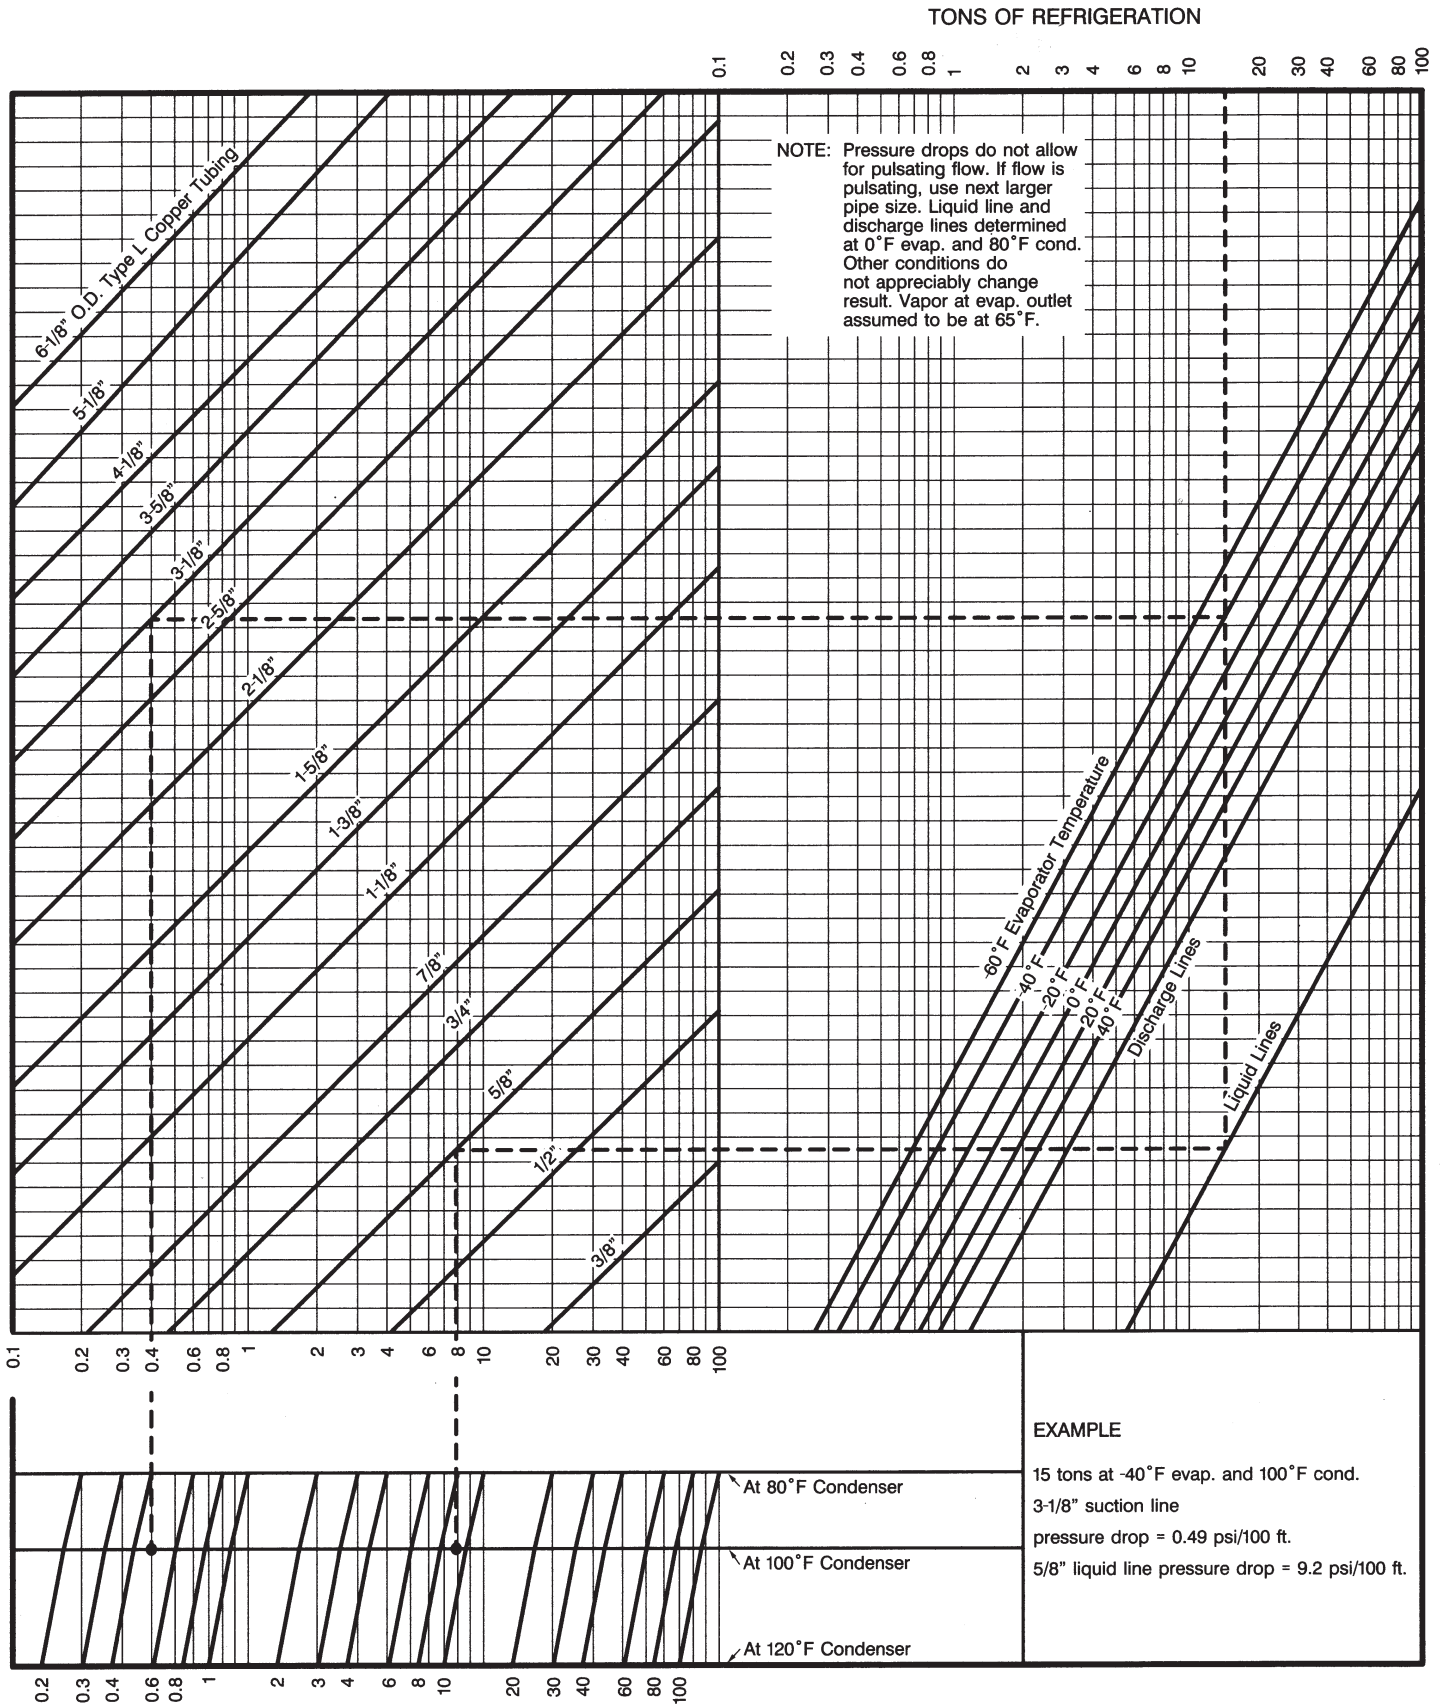 TONS OF REFRIGERATION
0.1 0.2 0.3 0.4 0.6 0.8 1 2 3 4 6 8 10 20 30 40 60 80 100
NOTE: Pressure drops do not allow
for pulsating flow. If flow is
pulsating, use next larger
pipe size. Liquid line and
discharge lines determined
at 0°F evap. and 80°F cond.
Other conditions do
not appreciably change
result. Vapor at evap. outlet
assumed to be at 65°F.
6-1/8" O.D. Type L Copper Tubing
5-1/8"
4-1/8"
3-5/8"
3-1/8"
2-5/8"
2-1/8"
1-5/8"
1-3/8"
1-1/8"
7/8"
3/4"
5/8"
1/2"
3/8"
-60°F Evaporator Temperature
-40°F
-20°F
0°F
20°F
40°F
Discharge Lines
Liquid Lines
0.1 0.2 0.3 0.4 0.6 0.8 1 2 3 4 6 8 10 20 30 40 60 80 100
At 80°F Condenser
At 100°F Condenser
At 120°F Condenser
0.2 0.3 0.4 0.6 0.8 1 2 3 4 6 8 10 20 30 40 60 80 100
EXAMPLE
15 tons at -40°F evap. and 100°F cond.
3-1/8" suction line
pressure drop = 0.49 psi/100 ft.
5/8" liquid line pressure drop = 9.2 psi/100 ft.